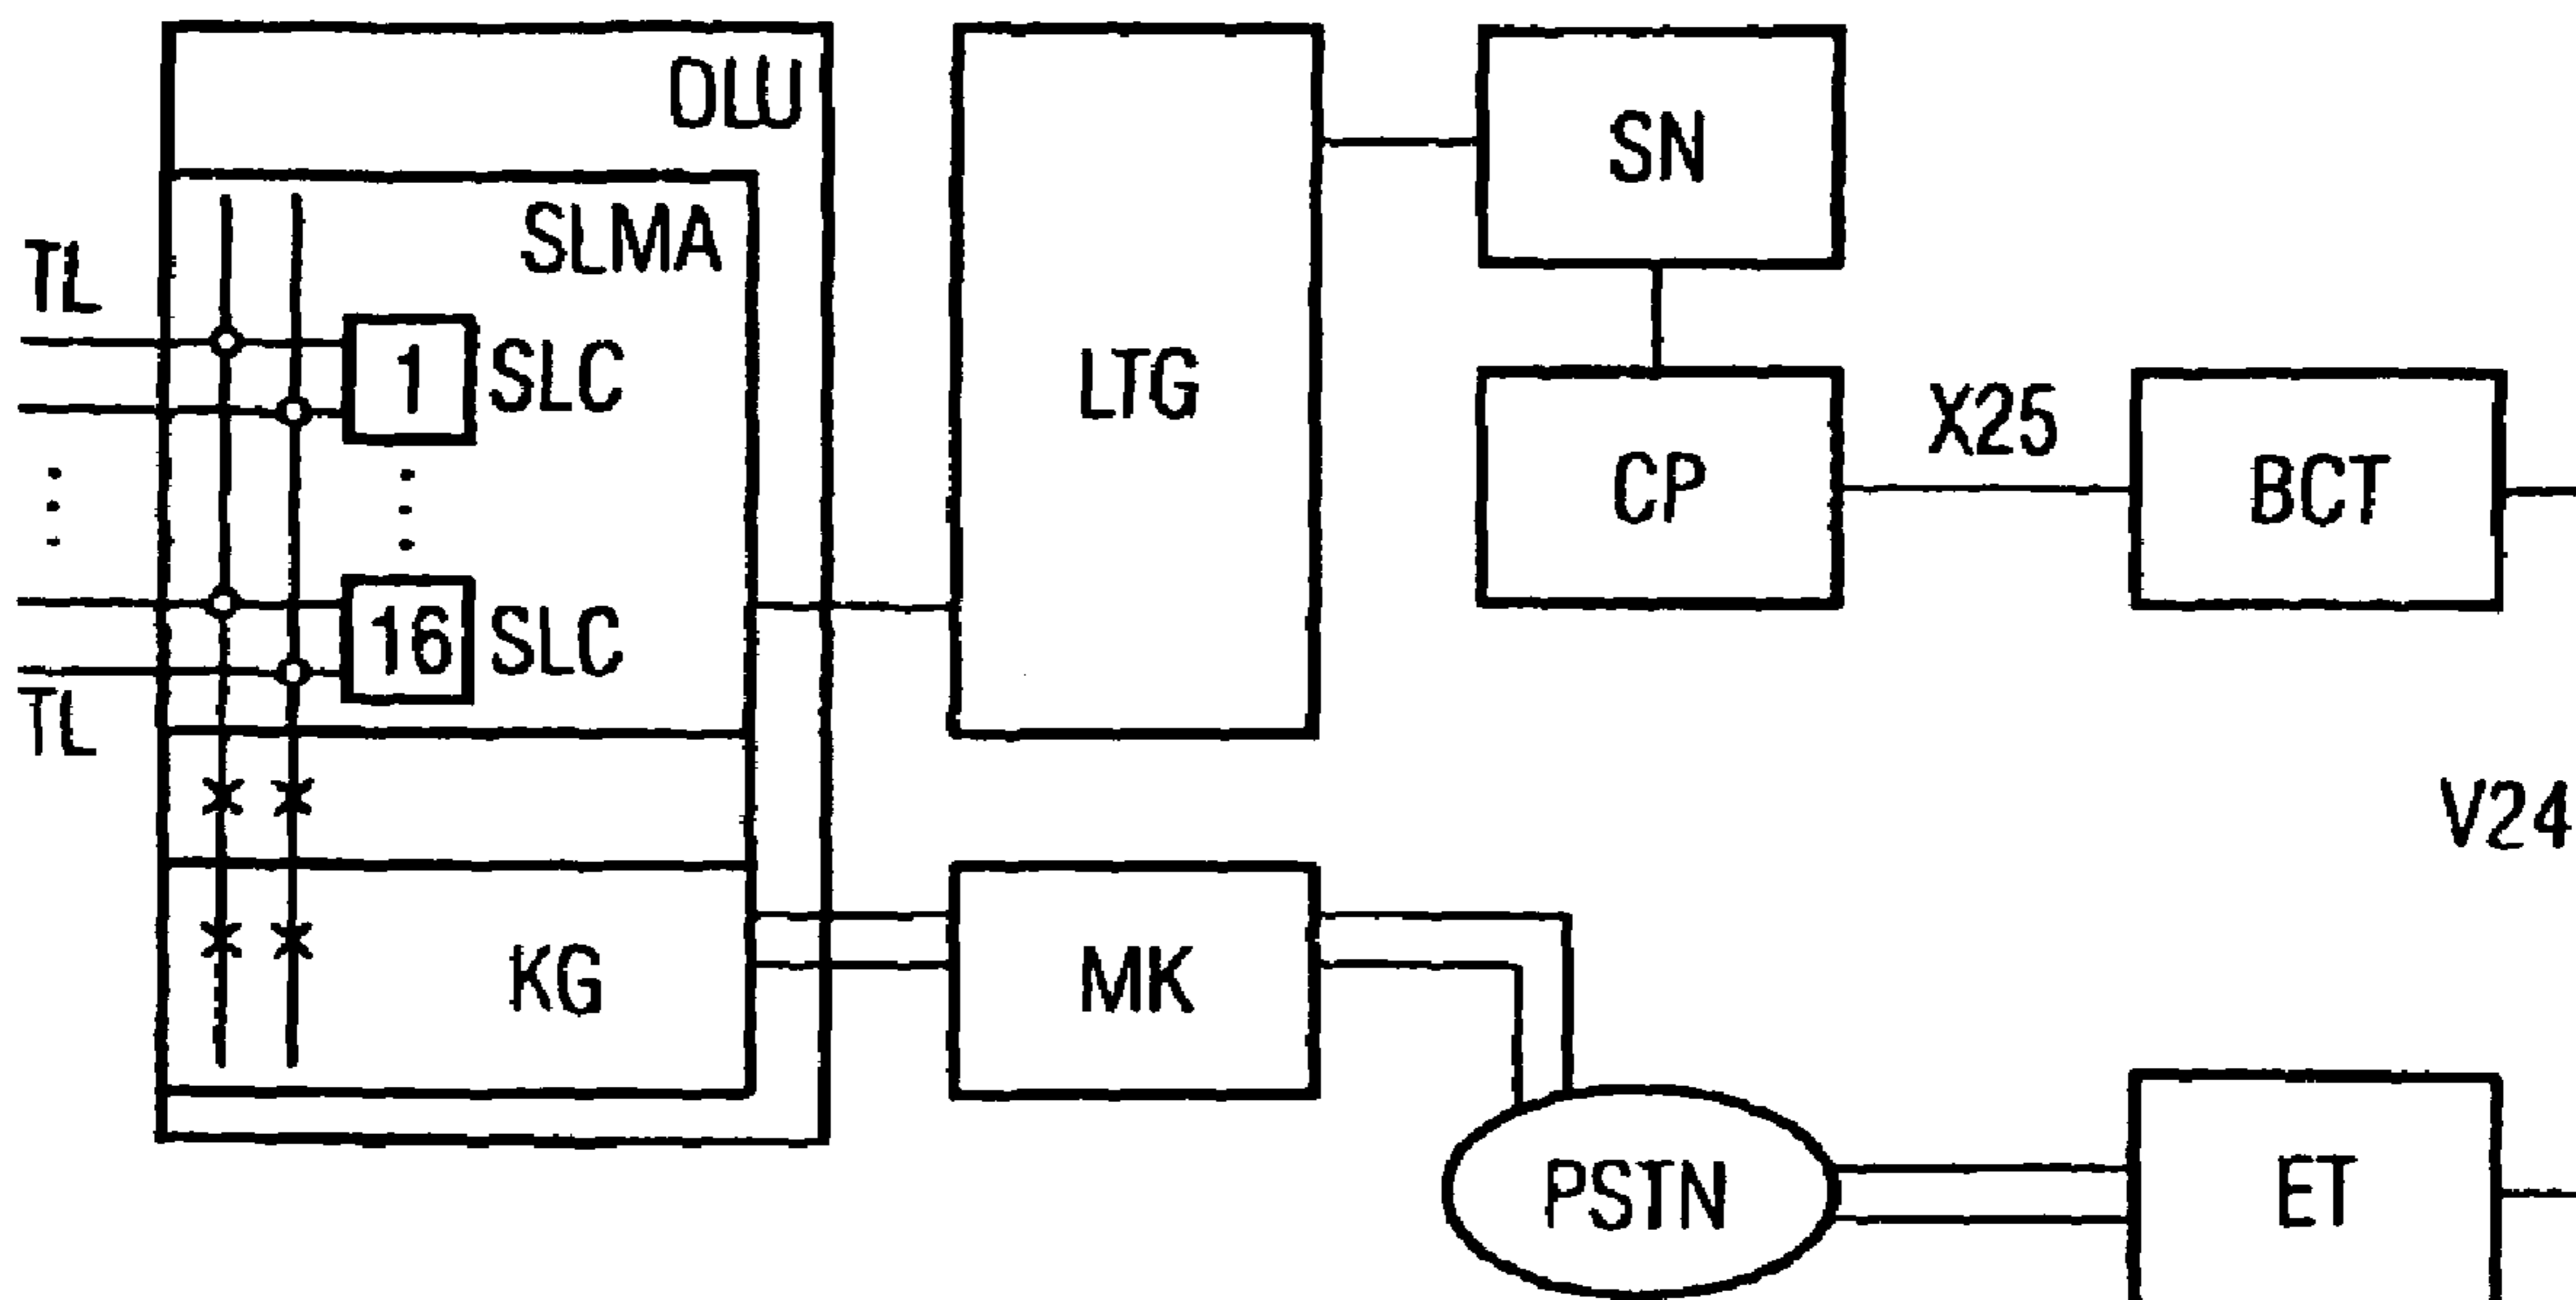 OLU
SLMA
TL
1 SLC
16 SLC
TL
KG
LTG
MK
SN
CP
X25
BCT
V24
PSTN
ET